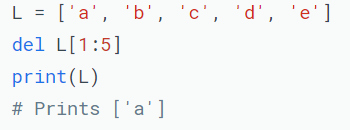 L = ['a', 'b', 'c', 'd', 'e']
del L[1:5]
print(L)
# Prints ['a']